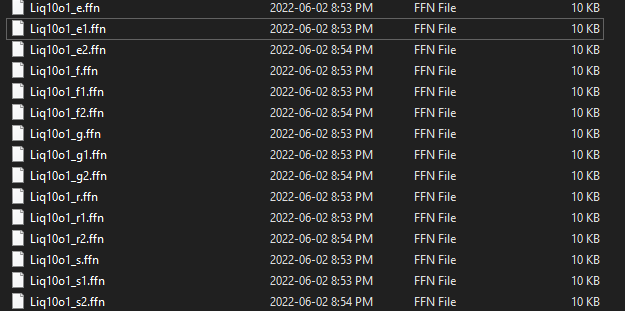 Liq10o1_e.ffn 2022-06-02 8:53 PM FFN File 10 KB
Liq10o1_e1.ffn 2022-06-02 8:53 PM FFN File 10 KB
Liq10o1_e2.ffn 2022-06-02 8:54 PM FFN File 10 KB
Liq10o1_f.ffn 2022-06-02 8:53 PM FFN File 10 KB
Liq10o1_f1.ffn 2022-06-02 8:53 PM FFN File 10 KB
Liq10o1_f2.ffn 2022-06-02 8:54 PM FFN File 10 KB
Liq10o1_g.ffn 2022-06-02 8:53 PM FFN File 10 KB
Liq10o1_g1.ffn 2022-06-02 8:53 PM FFN File 10 KB
Liq10o1_g2.ffn 2022-06-02 8:54 PM FFN File 10 KB
Liq10o1_r.ffn 2022-06-02 8:53 PM FFN File 10 KB
Liq10o1_r1.ffn 2022-06-02 8:53 PM FFN File 10 KB
Liq10o1_r2.ffn 2022-06-02 8:54 PM FFN File 10 KB
Liq10o1_s.ffn 2022-06-02 8:53 PM FFN File 10 KB
Liq10o1_s1.ffn 2022-06-02 8:53 PM FFN File 10 KB
Liq10o1_s2.ffn 2022-06-02 8:54 PM FFN File 10 KB